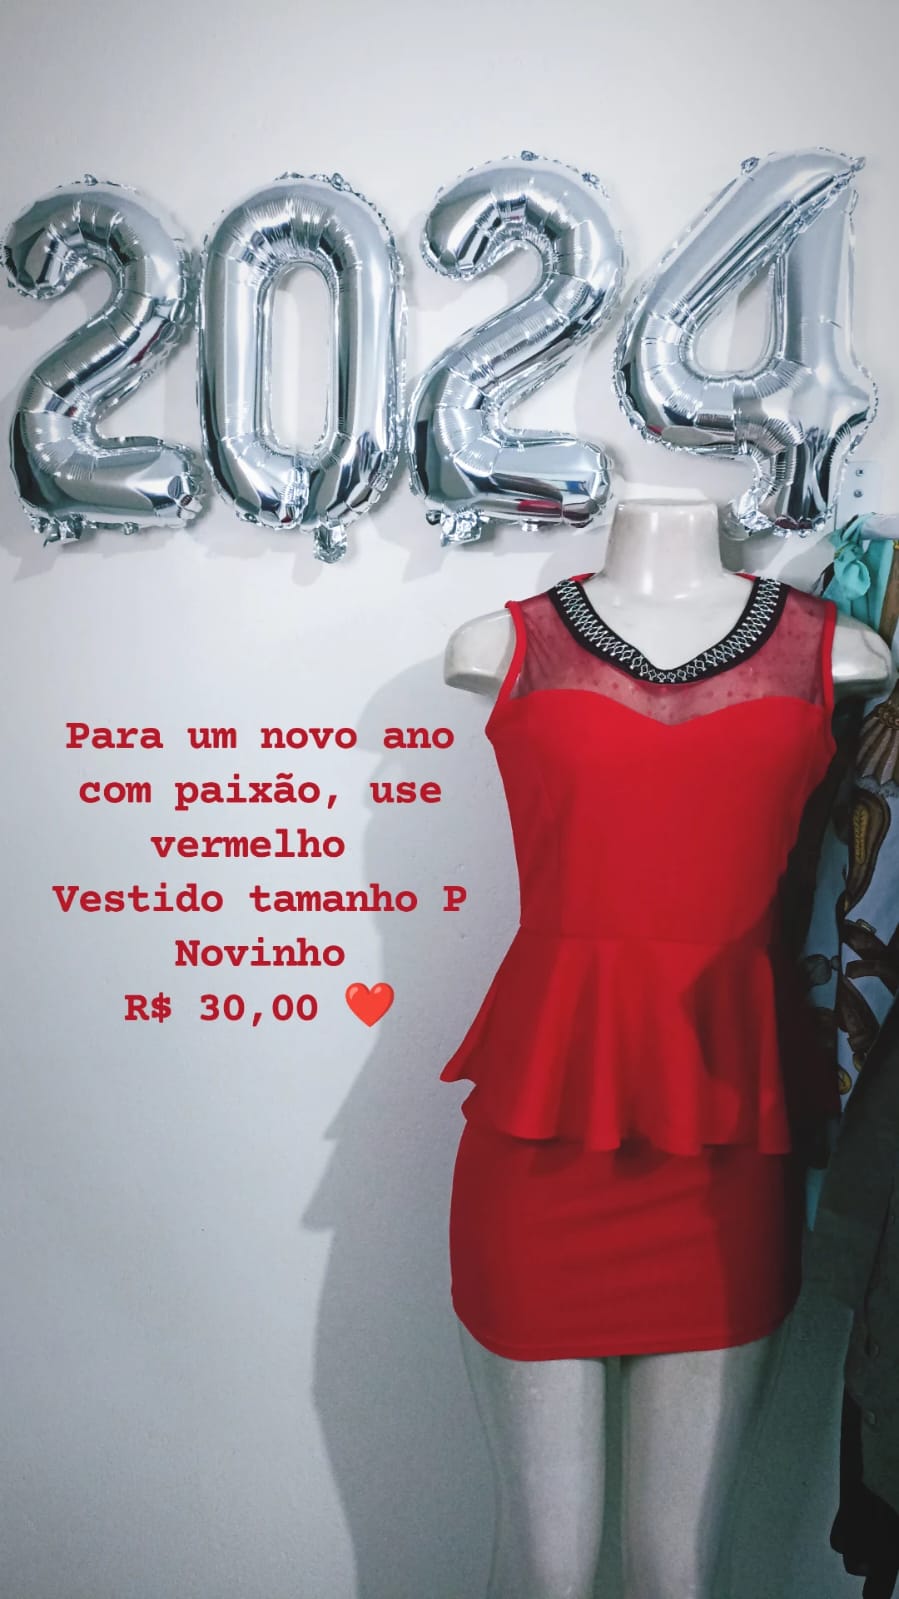 2024
Para um novo ano
com paixão, use
vermelho
Vestido tamanho P
Novinho
R$ 30,00 ❤️